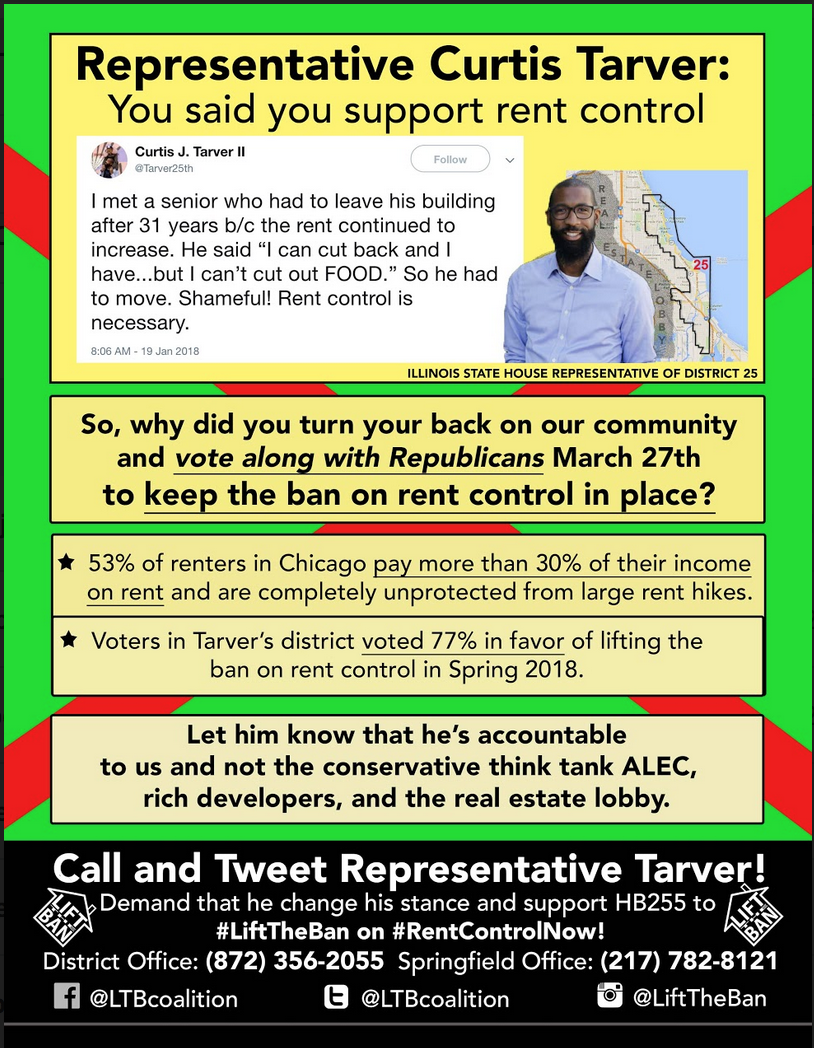 Representative Curtis Tarver:
You said you support rent control
Curtis J. Tarver II
@Tarver25th
Follow
I met a senior who had to leave his building
after 31 years b/c the rent continued to
increase. He said “I can cut back and I
have...but I can’t cut out FOOD.” So he had
to move. Shameful! Rent control is
necessary.
8:06 AM - 19 Jan 2018
REAL ESTATE LOBBY
25
ILLINOIS STATE HOUSE REPRESENTATIVE OF DISTRICT 25
So, why did you turn your back on our community
and vote along with Republicans March 27th
to keep the ban on rent control in place?
★ 53% of renters in Chicago pay more than 30% of their income
on rent and are completely unprotected from large rent hikes.
★ Voters in Tarver’s district voted 77% in favor of lifting the
ban on rent control in Spring 2018.
Let him know that he’s accountable
to us and not the conservative think tank ALEC,
rich developers, and the real estate lobby.
Call and Tweet Representative Tarver!
LIFT
BAN
Demand that he change his stance and support HB255 to
LIFT
BAN
#LiftTheBan on #RentControlNow!
District Office: (872) 356-2055 Springfield Office: (217) 782-8121
@LTBcoalition @LTBcoalition @LiftTheBan